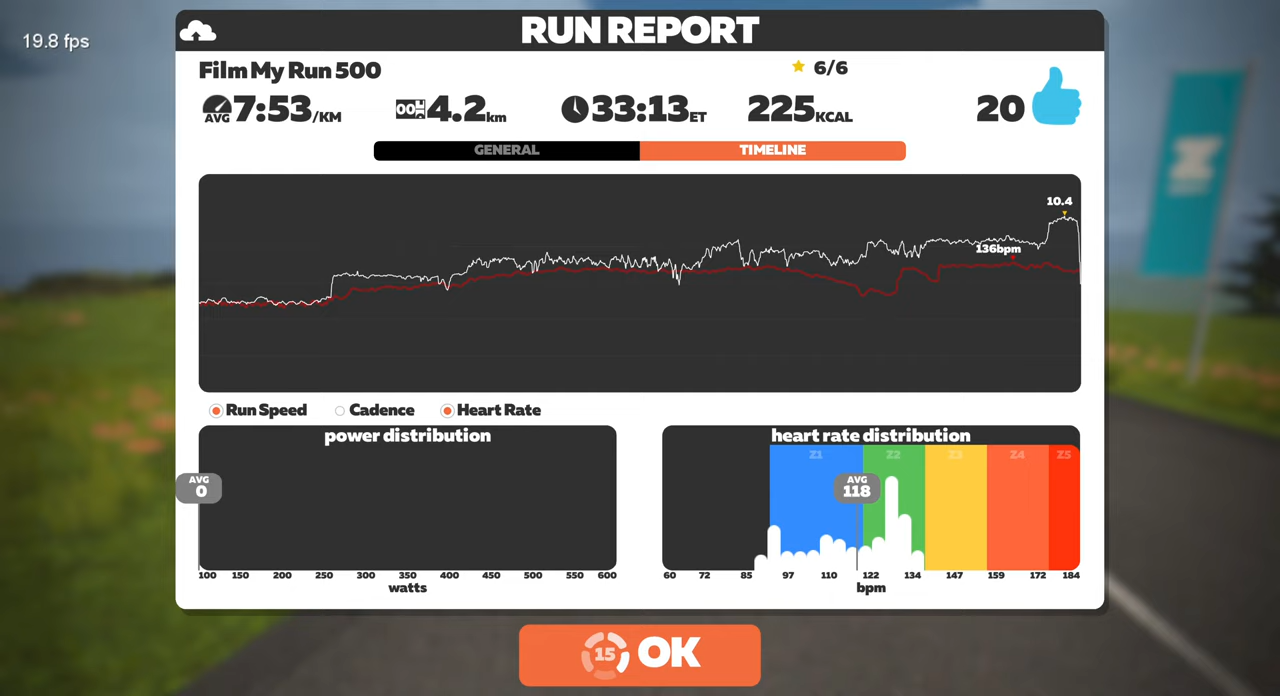 19.8 fps
RUN REPORT
Film My Run 500
6/6
AVG 7:53/KM
4.2km
33:13ET
225KCAL
20
GENERAL
TIMELINE
10.4
136bpm
Run Speed
Cadence
Heart Rate
power distribution
AVG
0
100 150 200 250 300 350 400 450 500 550 600
watts
heart rate distribution
Z1 Z2 Z3 Z4 Z5
AVG
118
60 72 85 97 110 122 134 147 159 172 184
bpm
15 OK